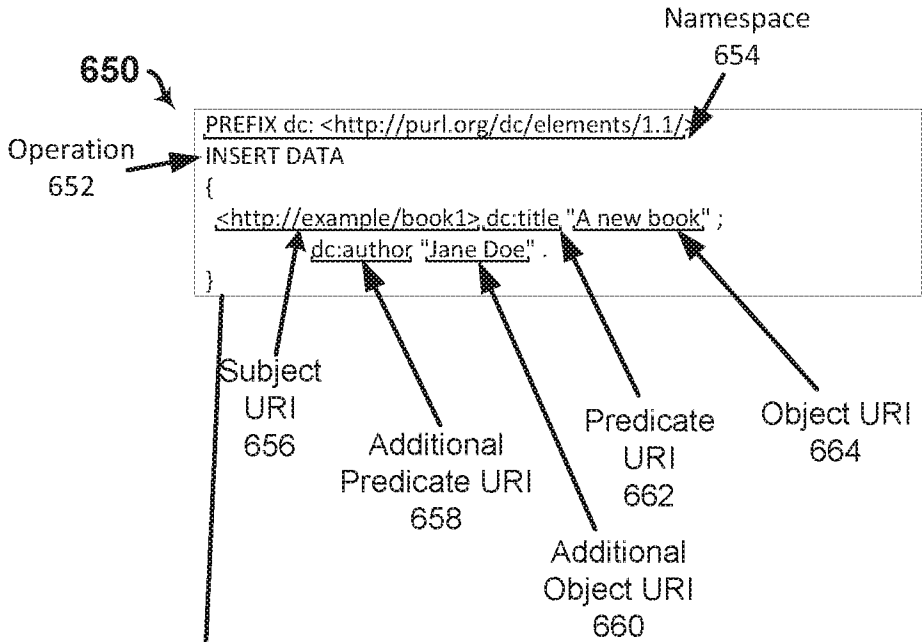 Namespace
654
650
PREFIX dc: <http://purl.org/dc/elements/1.1/>
Operation
652
INSERT DATA
{
<http://example/book1> dc:title "A new book" ;
dc:author "Jane Doe" .
}
Subject
URI
656
Additional
Predicate URI
658
Predicate
URI
662
Object URI
664
Additional
Object URI
660